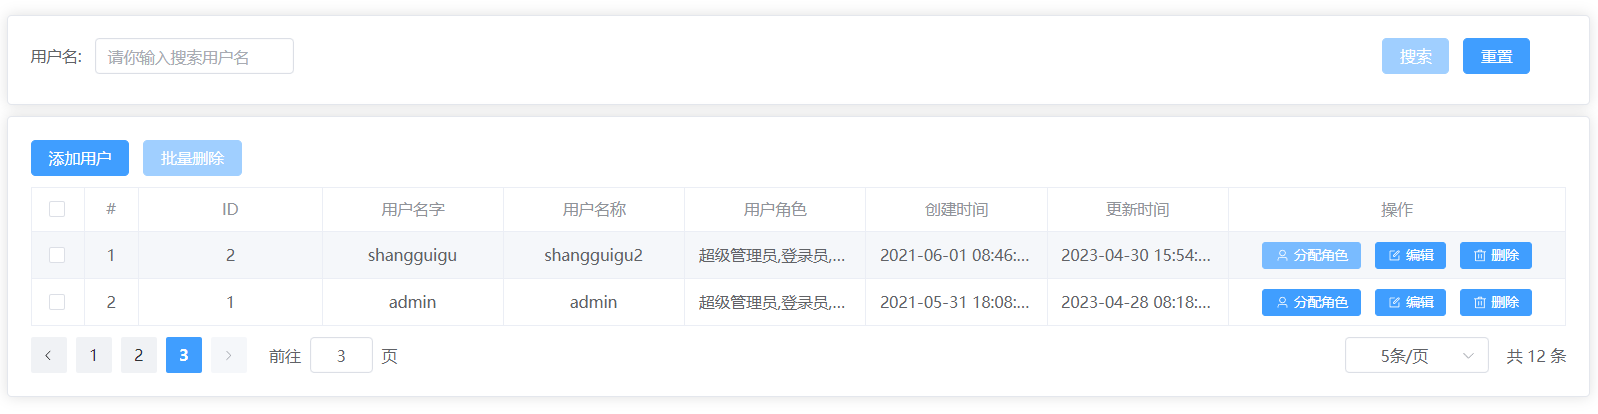 用户名: 请你输入搜索用户名 搜索 重置
添加用户 批量删除
# ID 用户名字 用户名称 用户角色 创建时间 更新时间 操作
1 2 shangguigu shangguigu2 超级管理员,登录员,... 2021-06-01 08:46:... 2023-04-30 15:54:... 分配角色 编辑 删除
2 1 admin admin 超级管理员,登录员,... 2021-05-31 18:08:... 2023-04-28 08:18:... 分配角色 编辑 删除
1 2 3 前往 3 页 5条/页 共 12 条